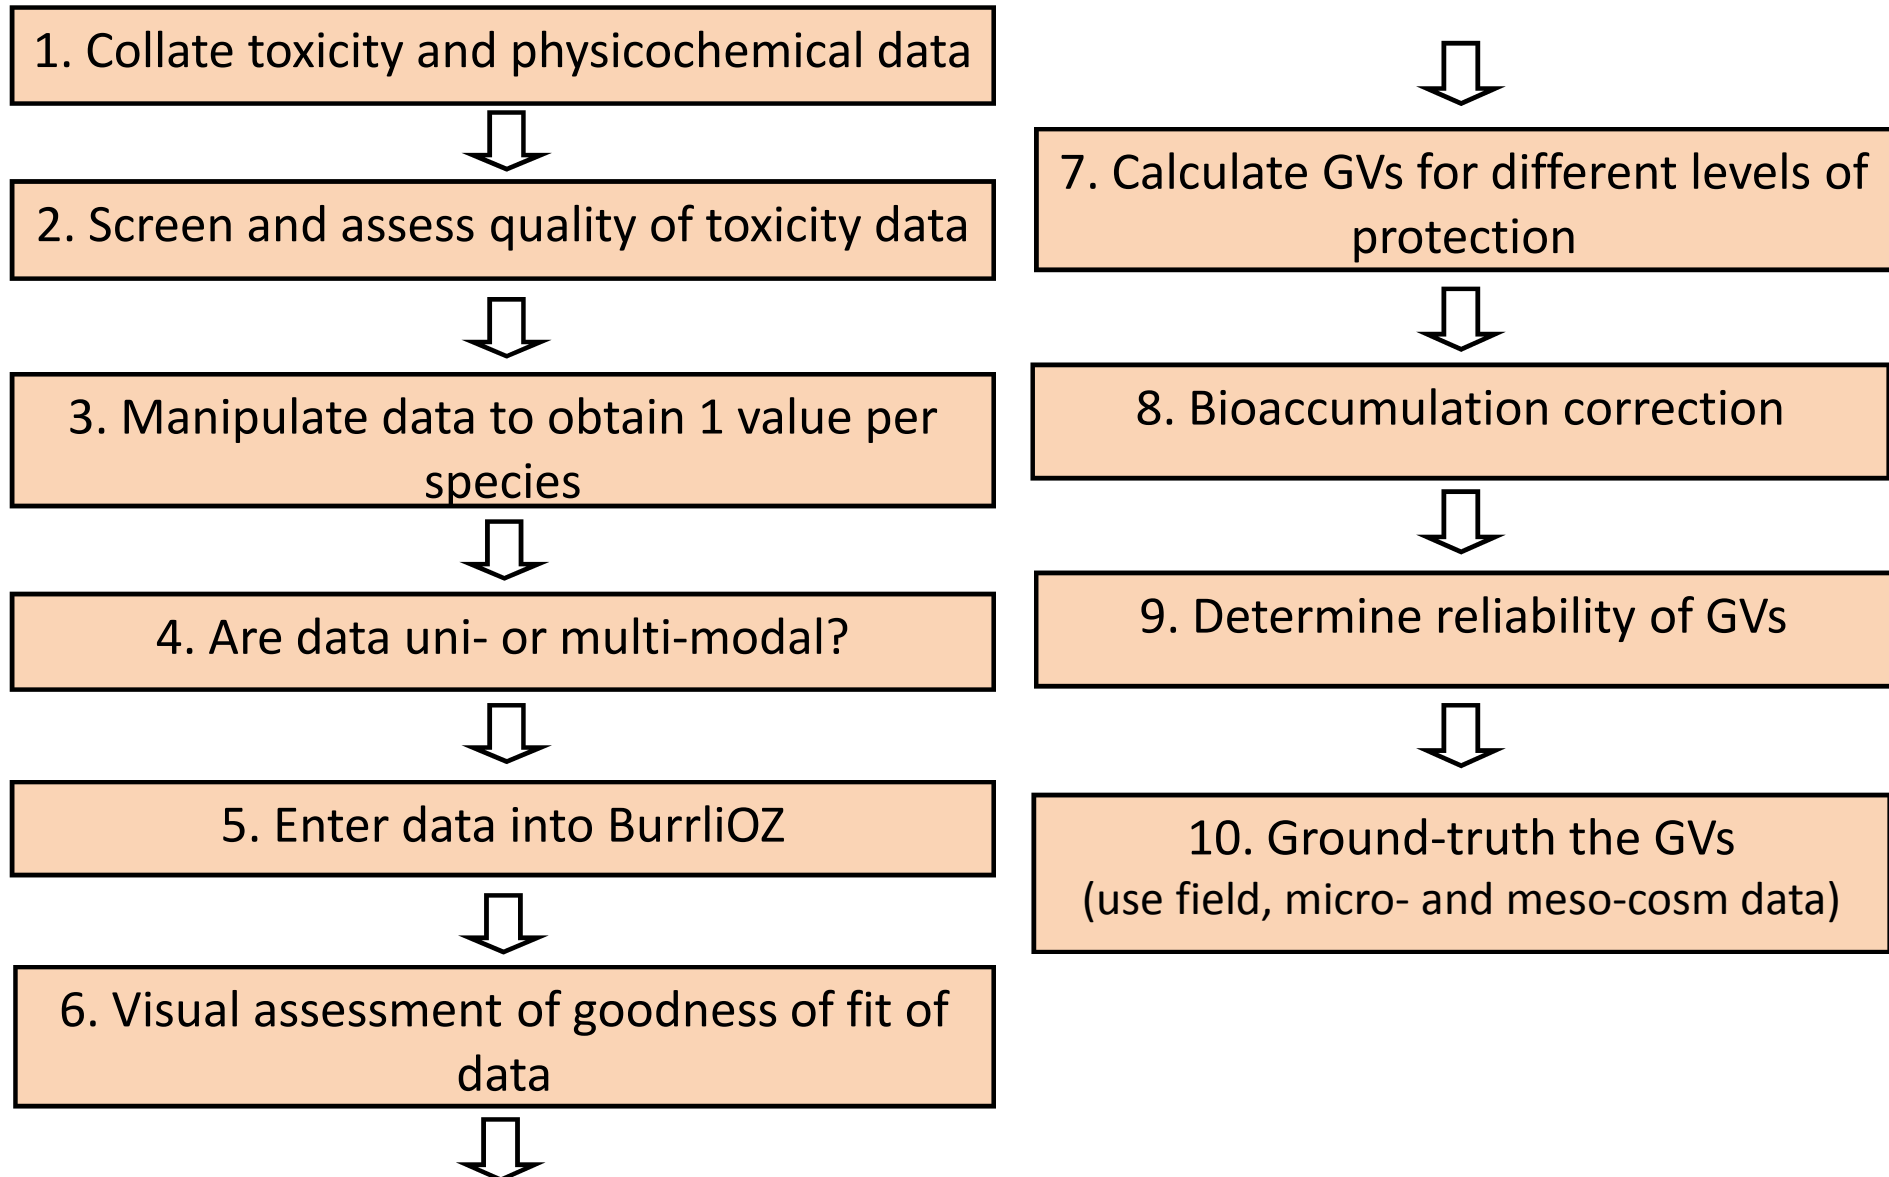 1. Collate toxicity and physicochemical data
2. Screen and assess quality of toxicity data
3. Manipulate data to obtain 1 value per
species
4. Are data uni- or multi-modal?
5. Enter data into BurrliOZ
6. Visual assessment of goodness of fit of
data
7. Calculate GVs for different levels of
protection
8. Bioaccumulation correction
9. Determine reliability of GVs
10. Ground-truth the GVs
(use field, micro- and meso-cosm data)